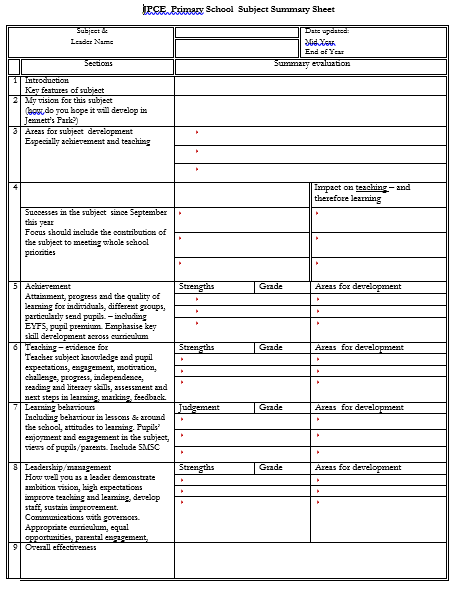 JPCE Primary School Subject Summary Sheet
Subject &
Leader Name
Date updated:
Mid Year
End of Year
Sections
Summary evaluation
1 Introduction
Key features of subject
2 My vision for this subject
(how do you hope it will develop in
Jennett's Park?)
3 Areas for subject development
Especially achievement and teaching
4
Impact on teaching – and
therefore learning
Successes in the subject since September
this year
Focus should include the contribution of
the subject to meeting whole school
priorities
5 Achievement
Strengths Grade Areas for development
Attainment, progress and the quality of
learning for individuals, different groups,
particularly send pupils. – including
EYFS, pupil premium. Emphasise key
skill development across curriculum
6 Teaching – evidence for
Strengths Grade Areas for development
Teacher subject knowledge and pupil
expectations, engagement, motivation,
challenge, progress, independence,
reading and literacy skills, assessment and
next steps in learning, marking, feedback.
7 Learning behaviours
Judgement Grade Areas for development
Including behaviour in lessons & around
the school, attitudes to learning. Pupils'
enjoyment and engagement in the subject,
views of pupils/parents. Include SMSC
8 Leadership/management
Strengths Grade Areas for development
How well you as a leader demonstrate
ambition vision, high expectations
improve teaching and learning, develop
staff, sustain improvement.
Communications with governors.
Appropriate curriculum, equal
opportunities, parental engagement,
9 Overall effectiveness